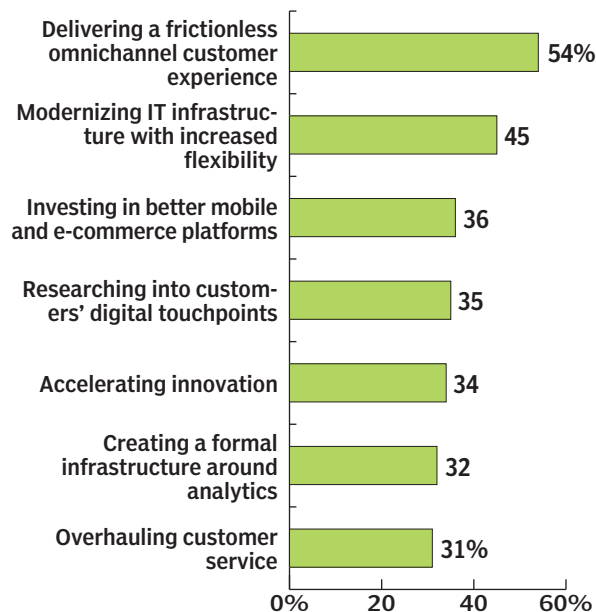 Delivering a frictionless
omnichannel customer
experience
54%
Modernizing IT infrastruc-
ture with increased
flexibility
45
Investing in better mobile
and e-commerce platforms
36
Researching into custom-
ers’ digital touchpoints
35
Accelerating innovation
34
Creating a formal
infrastructure around
analytics
32
Overhauling customer
service
31%
0% 20 40 60%